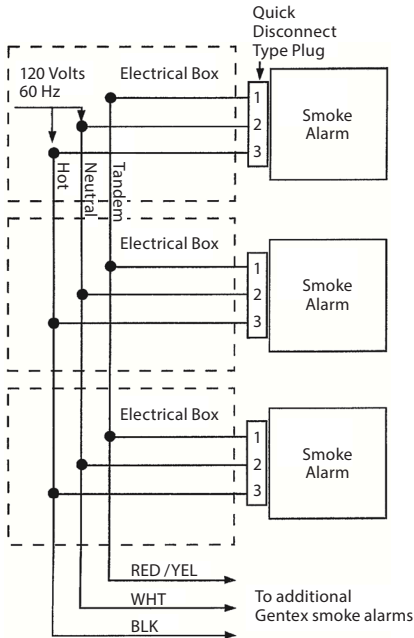 Quick
Disconnect
Type Plug
120 Volts
60 Hz
Electrical Box
1
2
3
Smoke
Alarm
Hot
Neutral
Tandem
Electrical Box
1
2
3
Smoke
Alarm
Electrical Box
1
2
3
Smoke
Alarm
RED /YEL
WHT
BLK
To additional
Gentex smoke alarms